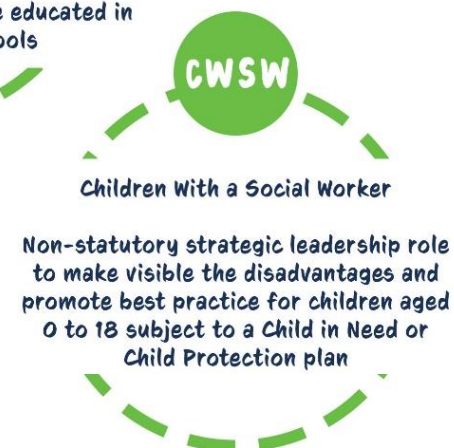 e educated in
ools
CWSW
Children With a Social Worker
Non-statutory strategic leadership role
to make visible the disadvantages and
promote best practice for children aged
0 to 18 subject to a Child in Need or
Child Protection plan